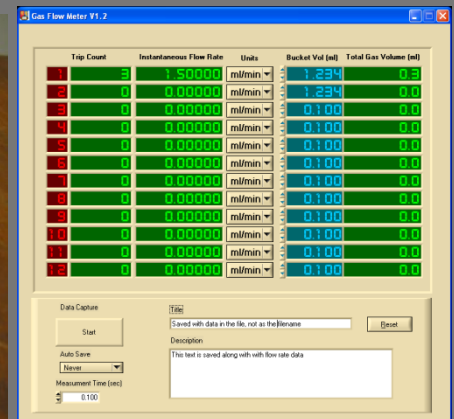 Gas Flow Meter V1.2
Trip Count Instantaneous Flow Rate Units Bucket Vol (ml) Total Gas Volume (ml)
1 3 1.50000 ml/min 1.234 0.3
2 0 0.00000 ml/min 1.234 0.0
3 0 0.00000 ml/min 0.100 0.0
4 0 0.00000 ml/min 0.100 0.0
5 0 0.00000 ml/min 0.100 0.0
6 0 0.00000 ml/min 0.100 0.0
7 0 0.00000 ml/min 0.100 0.0
8 0 0.00000 ml/min 0.100 0.0
9 0 0.00000 ml/min 0.100 0.0
10 0 0.00000 ml/min 0.100 0.0
11 0 0.00000 ml/min 0.100 0.0
12 0 0.00000 ml/min 0.100 0.0
Data Capture
Start
Auto Save
Never
Measurment Time (sec)
0.100
Title
Saved with data in the file, not as the filename
Reset
Description
This text is saved along with with flow rate data